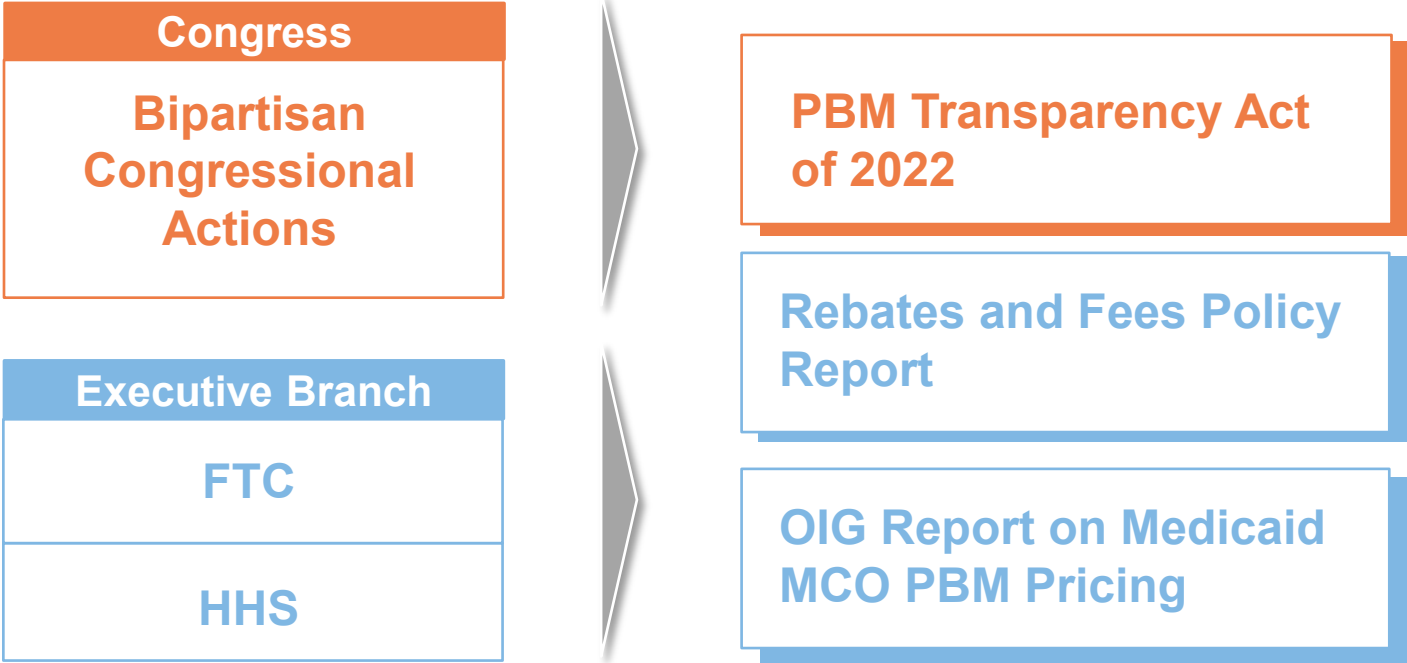 Congress
Bipartisan
Congressional
Actions
PBM Transparency Act
of 2022
Rebates and Fees Policy
Report
Executive Branch
FTC
HHS
OIG Report on Medicaid
MCO PBM Pricing